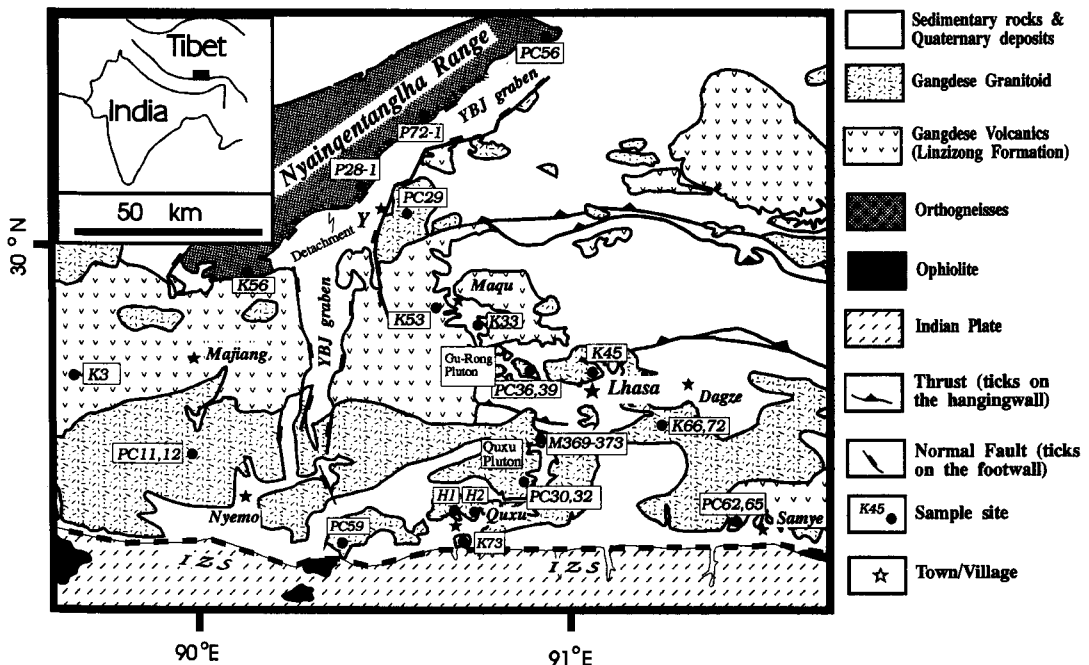 Tibet
India
50 km
30°N
Nyainqentanglha Range
PC56
YBJ graben
P72-1
P28-1
Y
PC29
Detachment
K56
YBJ graben
Maqu
K53
K33
Majiang
K3
Gu-Rong
Pluton
K45
PC36,39
Lhasa
Dagze
K66,72
M369-373
PC11,12
Quxu
Pluton
PC30,32
H1
H2
Nyemo
Quxu
PC62,65
Samye
PC59
K73
IZS
IZS
90°E
91°E
Sedimentary rocks &
Quaternary deposits
Gangdese Granitoid
Gangdese Volcanics
(Linzizong Formation)
Orthogneisses
Ophiolite
Indian Plate
Thrust (ticks on
the hangingwall)
Normal Fault (ticks
on the footwall)
K45
Sample site
Town/Village